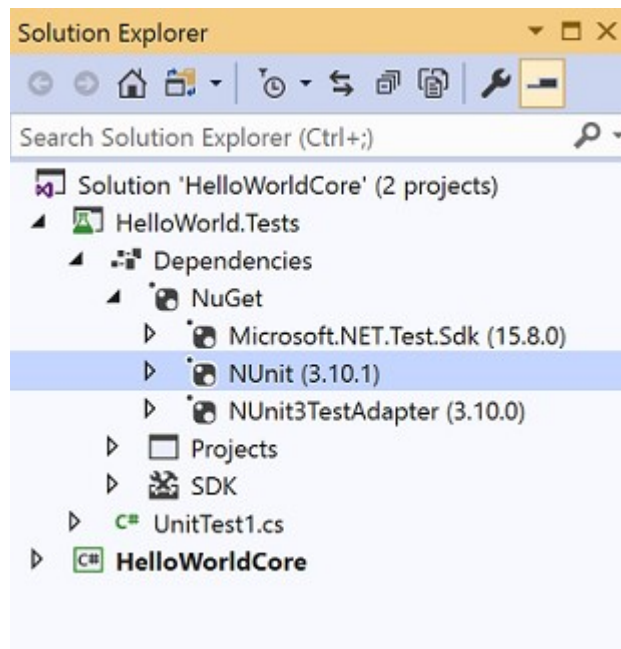 Solution Explorer
Search Solution Explorer (Ctrl+;)
Solution 'HelloWorldCore' (2 projects)
HelloWorld.Tests
Dependencies
NuGet
Microsoft.NET.Test.Sdk (15.8.0)
NUnit (3.10.1)
NUnit3TestAdapter (3.10.0)
Projects
SDK
C# UnitTest1.cs
C# HelloWorldCore